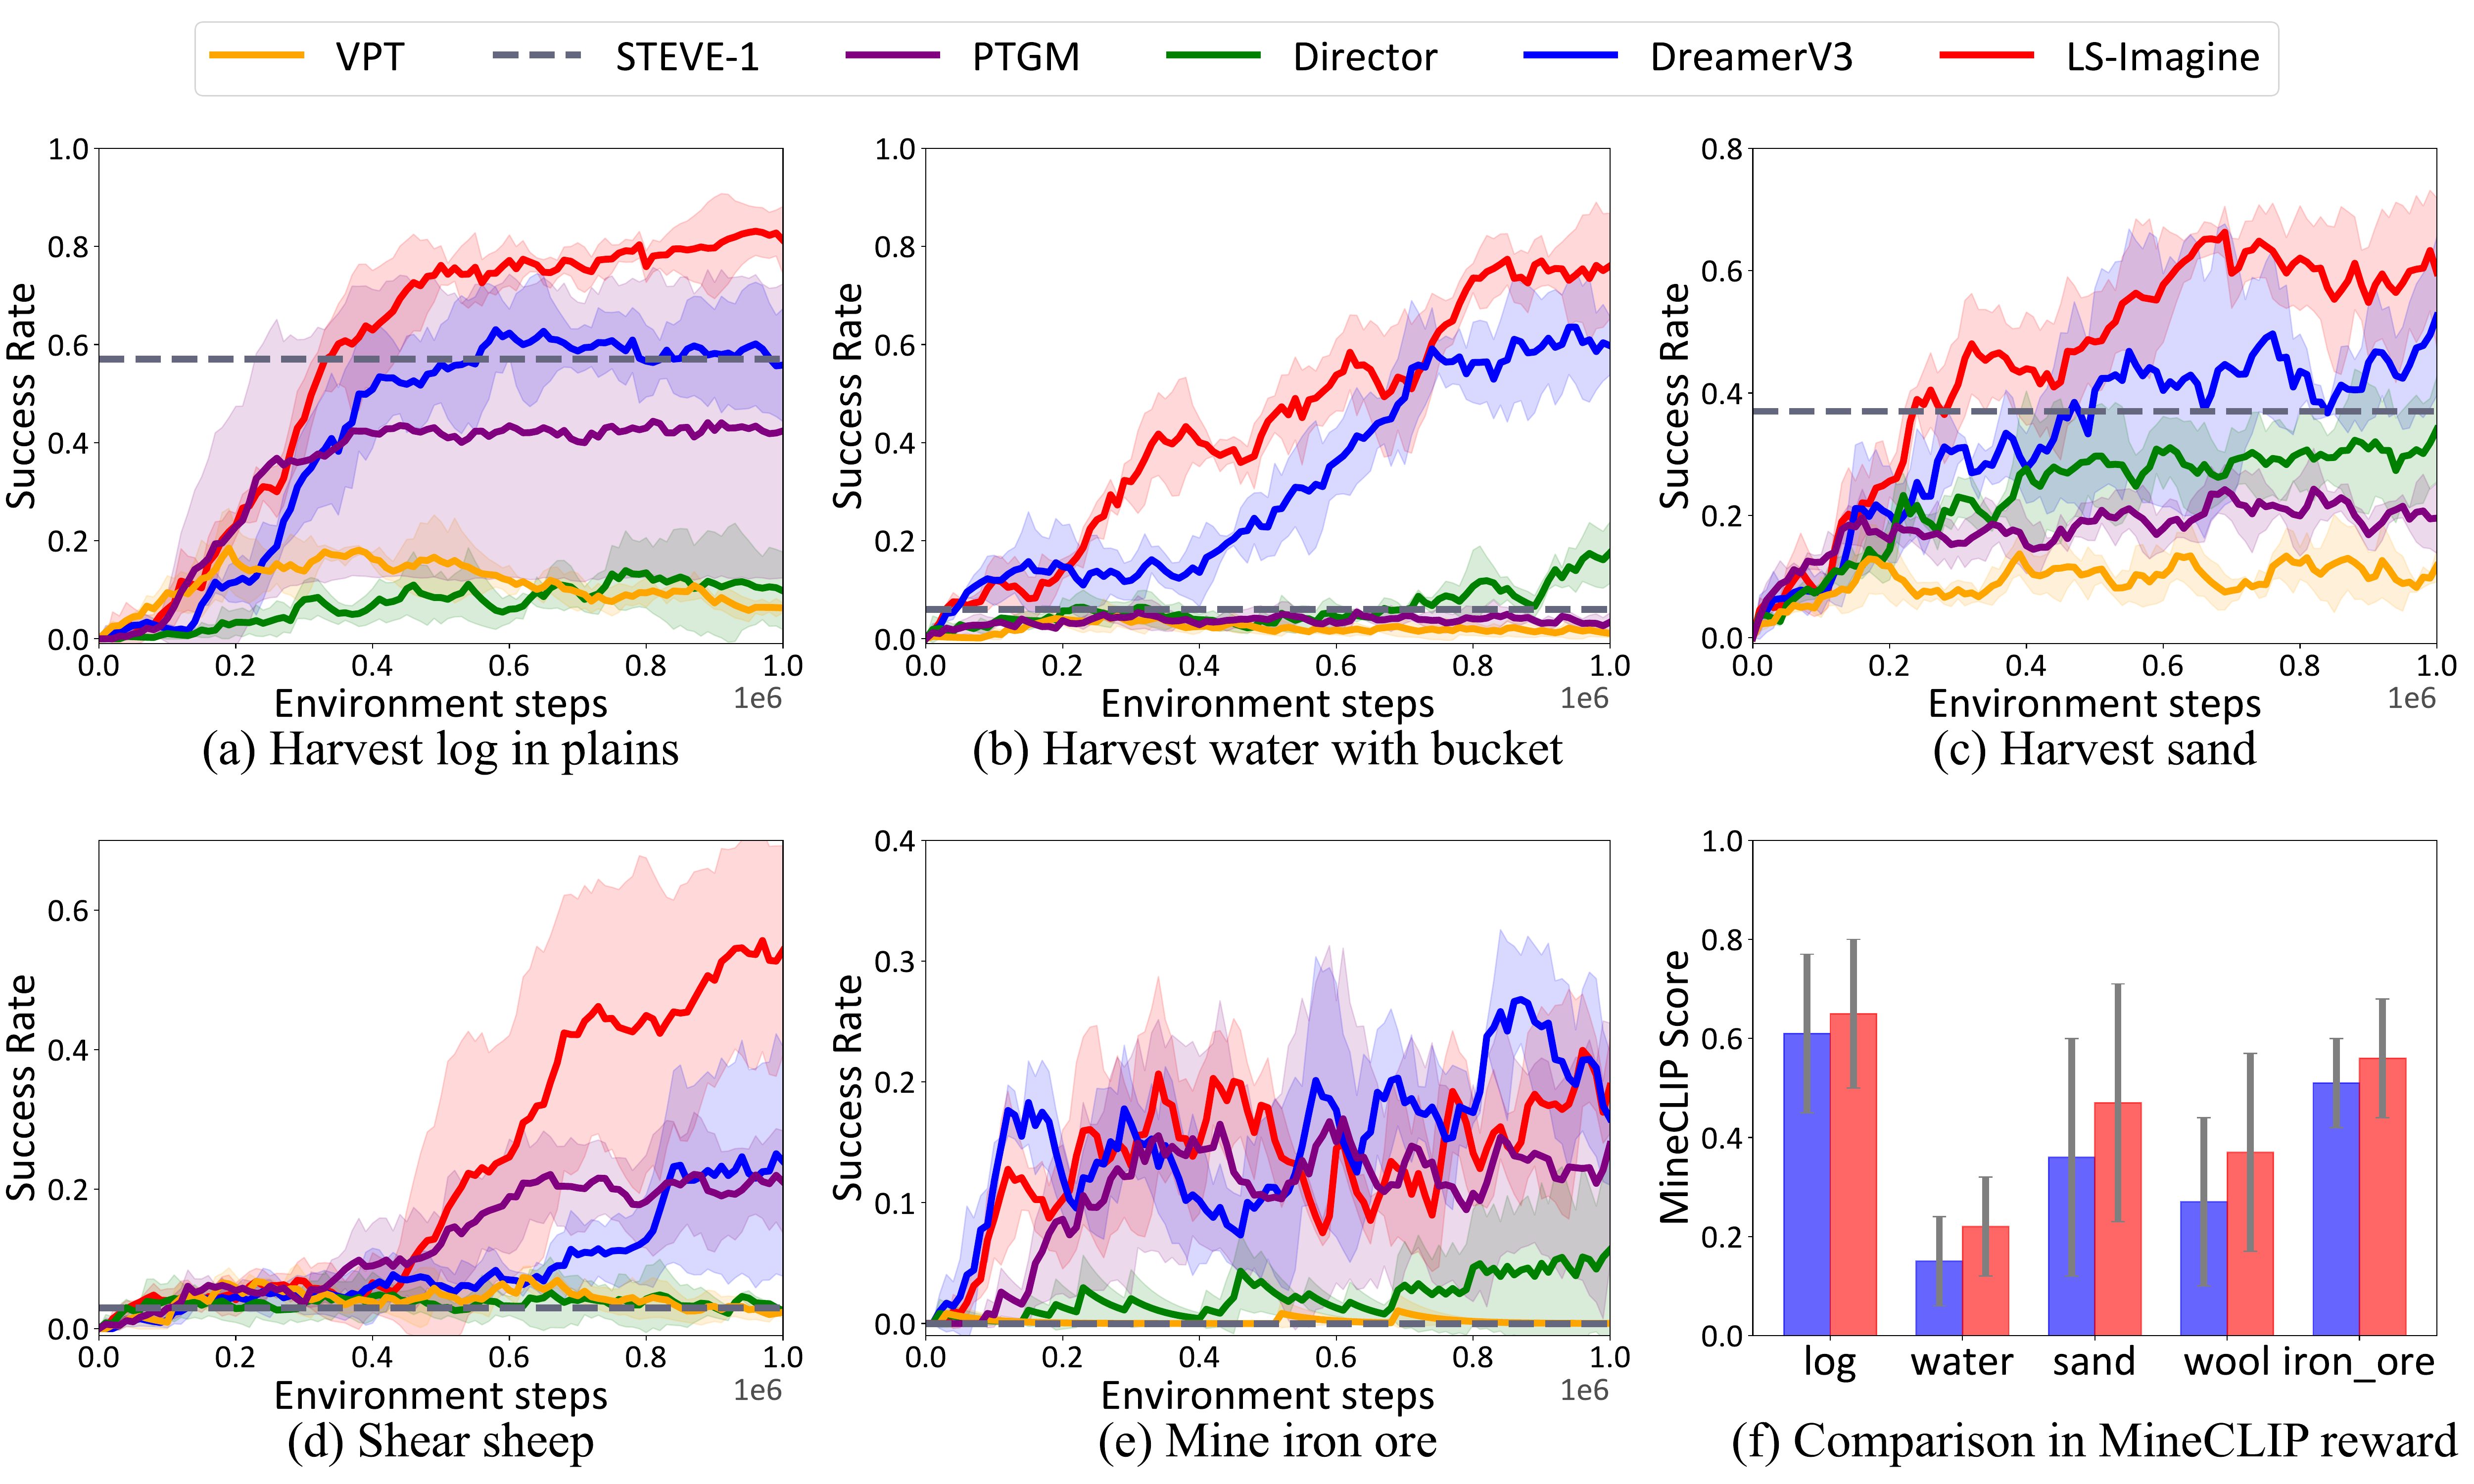 VPT STEVE-1 PTGM Director DreamerV3 LS-Imagine
Success Rate
1.0
0.8
0.6
0.4
0.2
0.0
0.0 0.2 0.4 0.6 0.8 1.0
Environment steps 1e6
(a) Harvest log in plains
Success Rate
1.0
0.8
0.6
0.4
0.2
0.0
0.0 0.2 0.4 0.6 0.8 1.0
Environment steps 1e6
(b) Harvest water with bucket
Success Rate
0.8
0.6
0.4
0.2
0.0
0.0 0.2 0.4 0.6 0.8 1.0
Environment steps 1e6
(c) Harvest sand
Success Rate
0.6
0.4
0.2
0.0
0.0 0.2 0.4 0.6 0.8 1.0
Environment steps 1e6
(d) Shear sheep
Success Rate
0.4
0.3
0.2
0.1
0.0
0.0 0.2 0.4 0.6 0.8 1.0
Environment steps 1e6
(e) Mine iron ore
MineCLIP Score
1.0
0.8
0.6
0.4
0.2
0.0
log water sand wool iron_ore
(f) Comparison in MineCLIP reward